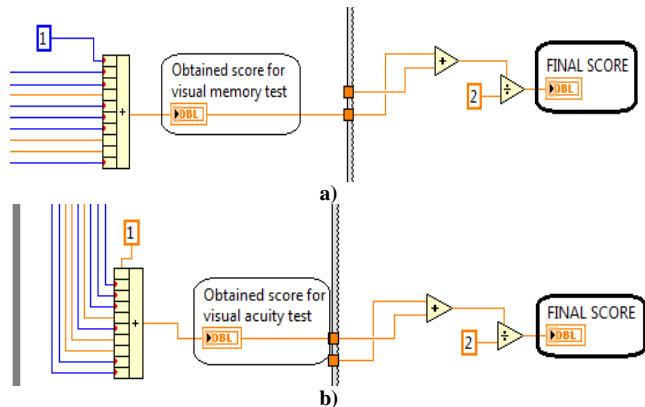 1
Obtained score for
visual memory test
+
DBL
+
2
÷
FINAL SCORE
DBL
a)
1
Obtained score for
visual acuity test
+
DBL
+
2
÷
FINAL SCORE
DBL
b)